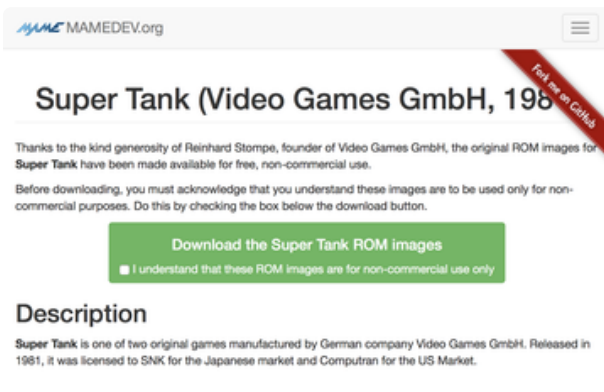 MAME MAMEDEV.org
Fork me on GitHub
Super Tank (Video Games GmbH, 198
Thanks to the kind generosity of Reinhard Stompe, founder of Video Games GmbH, the original ROM images for
Super Tank have been made available for free, non-commercial use.
Before downloading, you must acknowledge that you understand these images are to be used only for non-
commercial purposes. Do this by checking the box below the download button.
Download the Super Tank ROM images
I understand that these ROM images are for non-commercial use only
Description
Super Tank is one of two original games manufactured by German company Video Games GmbH. Released in
1981, it was licensed to SNK for the Japanese market and Computran for the US Market.